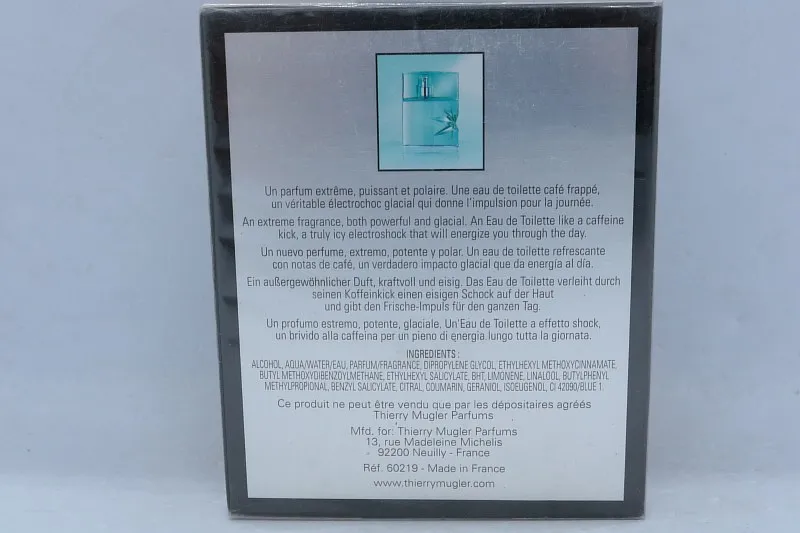 Un parfum extrême, puissant et polaire. Une eau de toilette café frappé,
un véritable électrochoc glacial qui donne l'impulsion pour la journée.
An extreme fragrance, both powerful and glacial. An Eau de Toilette like a caffeine
kick, a truly icy electroshock that will energize you through the day.
Un nuevo perfume, extremo, potente y polar. Un eau de toilette refrescante
con notas de café, un verdadero impacto glacial que da energía al día.
Ein außergewöhnlicher Duft, kraftvoll und eisig. Das Eau de Toilette verleiht durch
seinen Koffeinkick einen eisigen Schock auf der Haut
und gibt den Frische-Impuls für den ganzen Tag.
Un profumo estremo, potente, glaciale. Un'Eau de Toilette a effetto shock,
un brivido alla caffeina per un pieno di energia lungo tutta la giornata.
INGREDIENTS :
ALCOHOL, AQUA/WATER/EAU, PARFUM/FRAGRANCE, DIPROPYLENE GLYCOL, ETHYLHEXYL METHOXYCINNAMATE,
BUTYL METHOXYDIBENZOYLMETHANE, ETHYLHEXYL SALICYLATE, BHT, LIMONENE, LINALOOL, BUTYLPHENYL
METHYLPROPIONAL, BENZYL SALICYLATE, CITRAL, COUMARIN, GERANIOL, ISOEUGENOL, CI 42090/BLUE 1.
Ce produit ne peut être vendu que par les dépositaires agréés
Thierry Mugler Parfums
Mfd. for: Thierry Mugler Parfums
13, rue Madeleine Michelis
92200 Neuilly - France
Réf. 60219 - Made in France
www.thierrymugler.com